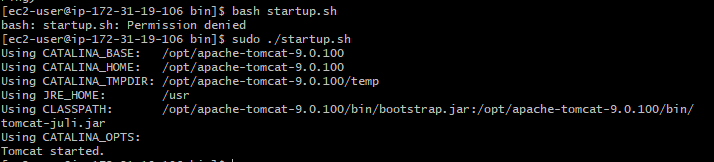 [ec2-user@ip-172-31-19-106 bin]$ bash startup.sh
bash: startup.sh: Permission denied
[ec2-user@ip-172-31-19-106 bin]$ sudo ./startup.sh
Using CATALINA_BASE:   /opt/apache-tomcat-9.0.100
Using CATALINA_HOME:   /opt/apache-tomcat-9.0.100
Using CATALINA_TMPDIR: /opt/apache-tomcat-9.0.100/temp
Using JRE_HOME:        /usr
Using CLASSPATH:       /opt/apache-tomcat-9.0.100/bin/bootstrap.jar:/opt/apache-tomcat-9.0.100/bin/
tomcat-juli.jar
Using CATALINA_OPTS:
Tomcat started.